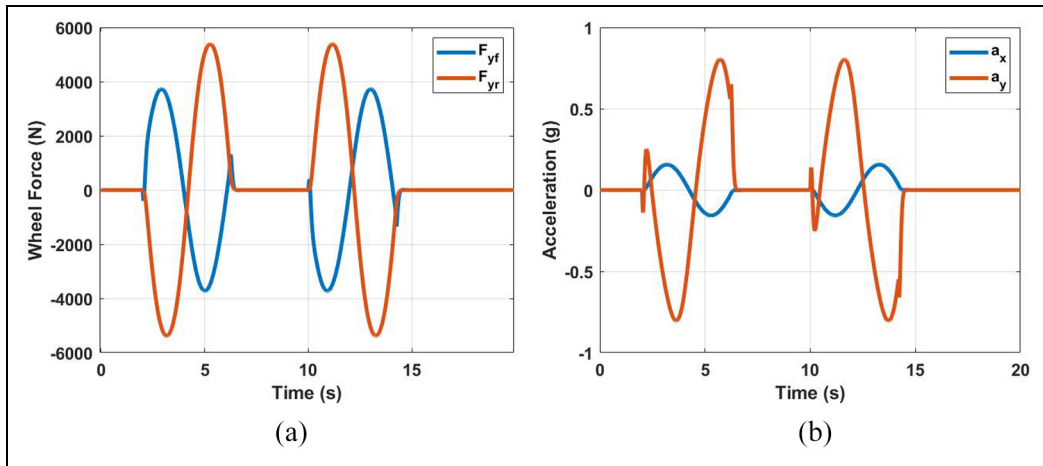 6000
4000
2000
0
-2000
-4000
-6000
Wheel Force (N)
0 5 10 15
Time (s)
F_yf
F_yr
(a)
1
0.5
0
-0.5
-1
Acceleration (g)
0 5 10 15 20
Time (s)
a_x
a_y
(b)